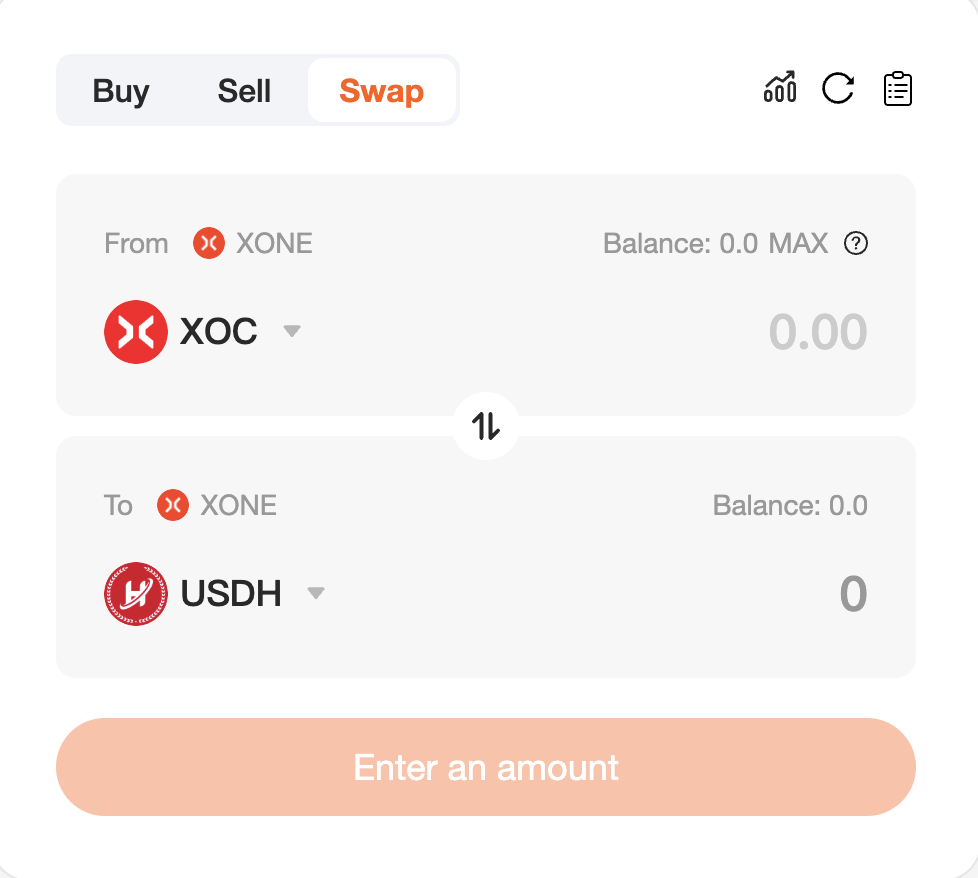 Buy Sell Swap
From XONE Balance: 0.0 MAX ?
XOC 0.00
To XONE Balance: 0.0
USDH 0
Enter an amount